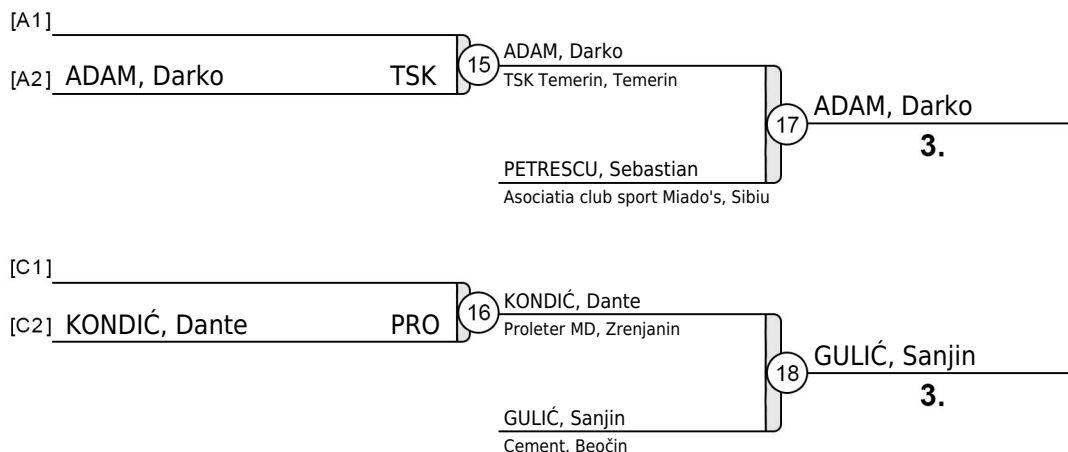 [A1]
[A2] ADAM, Darko TSK
15
ADAM, Darko
TSK Temerin, Temerin
17
ADAM, Darko
3.
PETRESCU, Sebastian
Asociatia club sport Miado's, Sibiu
[C1]
[C2] KONDIĆ, Dante PRO
16
KONDIĆ, Dante
Proleter MD, Zrenjanin
18
GULIĆ, Sanjin
3.
GULIĆ, Sanjin
Cement, Beočin